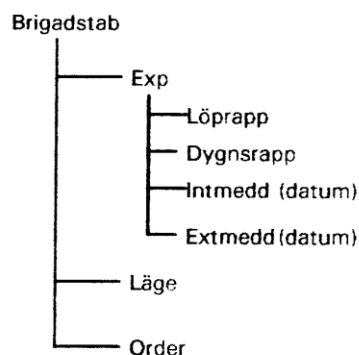 Brigadstab
Exp
Löprapp
Dygnsrapp
Intmedd (datum)
Extmedd (datum)
Läge
Order